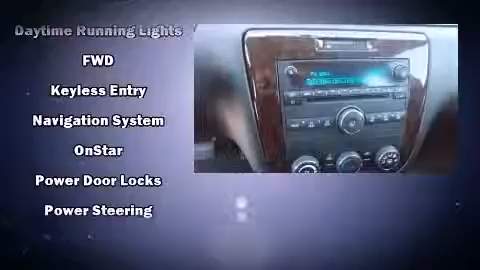 Daytime Running Lights
FWD
Keyless Entry
Navigation System
OnStar
Power Door Locks
Power Steering